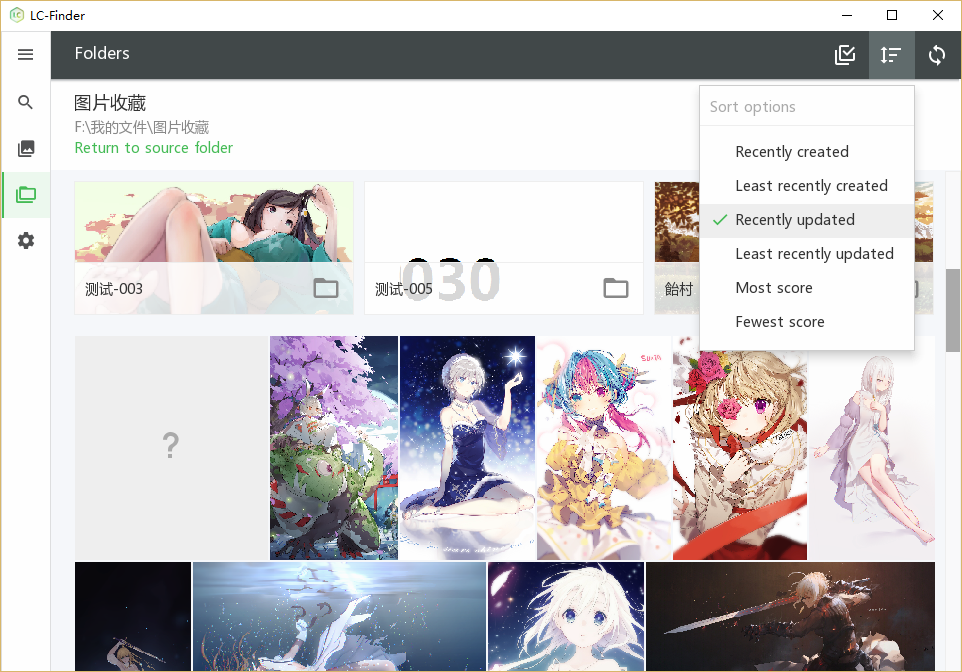 LC-Finder
Folders
图片收藏
F:\我的文件\图片收藏
Return to source folder
Sort options
Recently created
Least recently created
Recently updated
Least recently updated
Most score
Fewest score
030
测试-003
测试-005
飴村
?